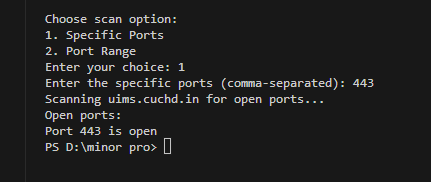 Choose scan option:
1. Specific Ports
2. Port Range
Enter your choice: 1
Enter the specific ports (comma-separated): 443
Scanning uims.cuchd.in for open ports...
Open ports:
Port 443 is open
PS D:\minor pro>